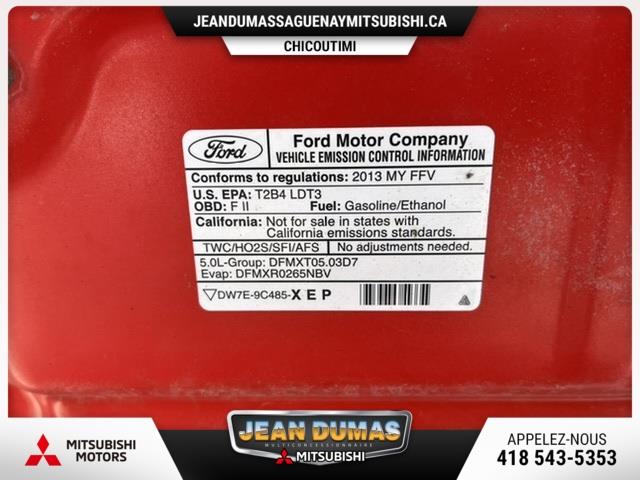 JEANDUMASSAGUENAYMITSUBISHI.CA
CHICOUTIMI
Ford
Ford Motor Company
VEHICLE EMISSION CONTROL INFORMATION
Conforms to regulations: 2013 MY FFV
U.S. EPA: T2B4 LDT3
OBD: F II Fuel: Gasoline/Ethanol
California: Not for sale in states with
California emissions standards.
TWC/HO2S/SFI/AFS No adjustments needed.
5.0L-Group: DFMXT05.03D7
Evap: DFMXR0265NBV
DW7E-9C485-X E P
MITSUBISHI
MOTORS
JEAN DUMAS
MULTICONCESSIONNAIRE
MITSUBISHI
APPELEZ-NOUS
418 543-5353